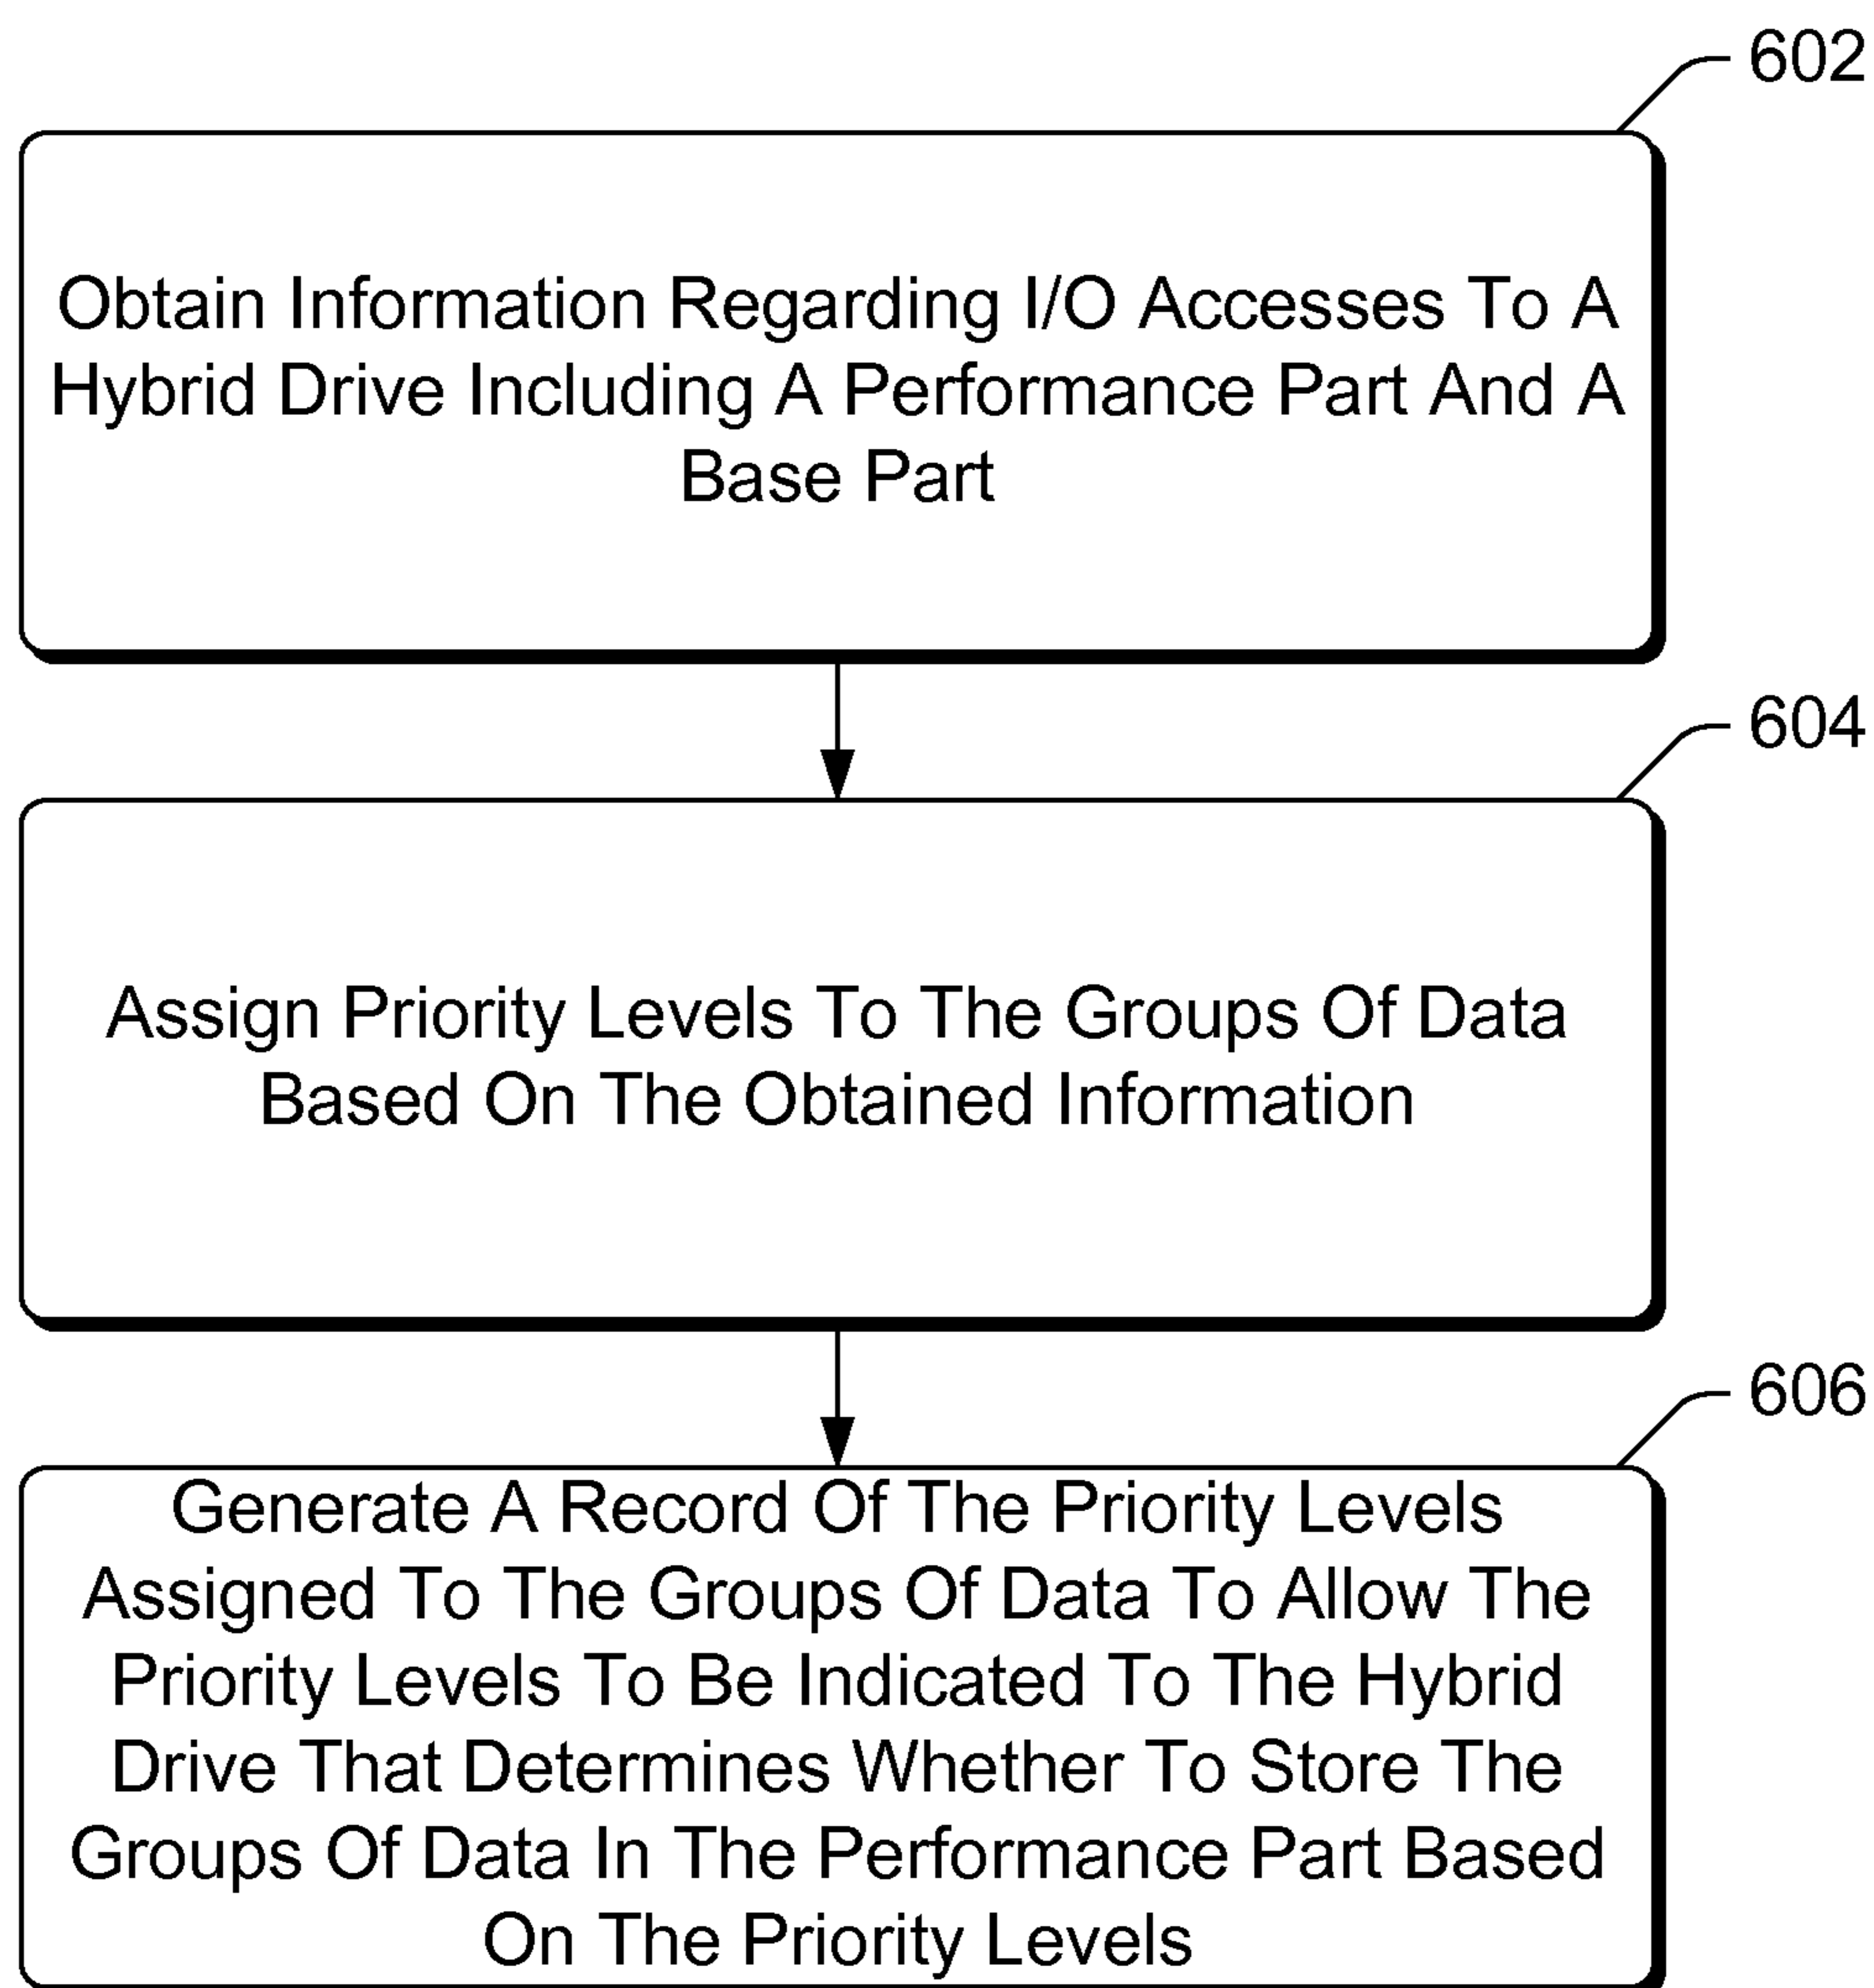 602
Obtain Information Regarding I/O Accesses To A
Hybrid Drive Including A Performance Part And A
Base Part
604
Assign Priority Levels To The Groups Of Data
Based On The Obtained Information
606
Generate A Record Of The Priority Levels
Assigned To The Groups Of Data To Allow The
Priority Levels To Be Indicated To The Hybrid
Drive That Determines Whether To Store The
Groups Of Data In The Performance Part Based
On The Priority Levels